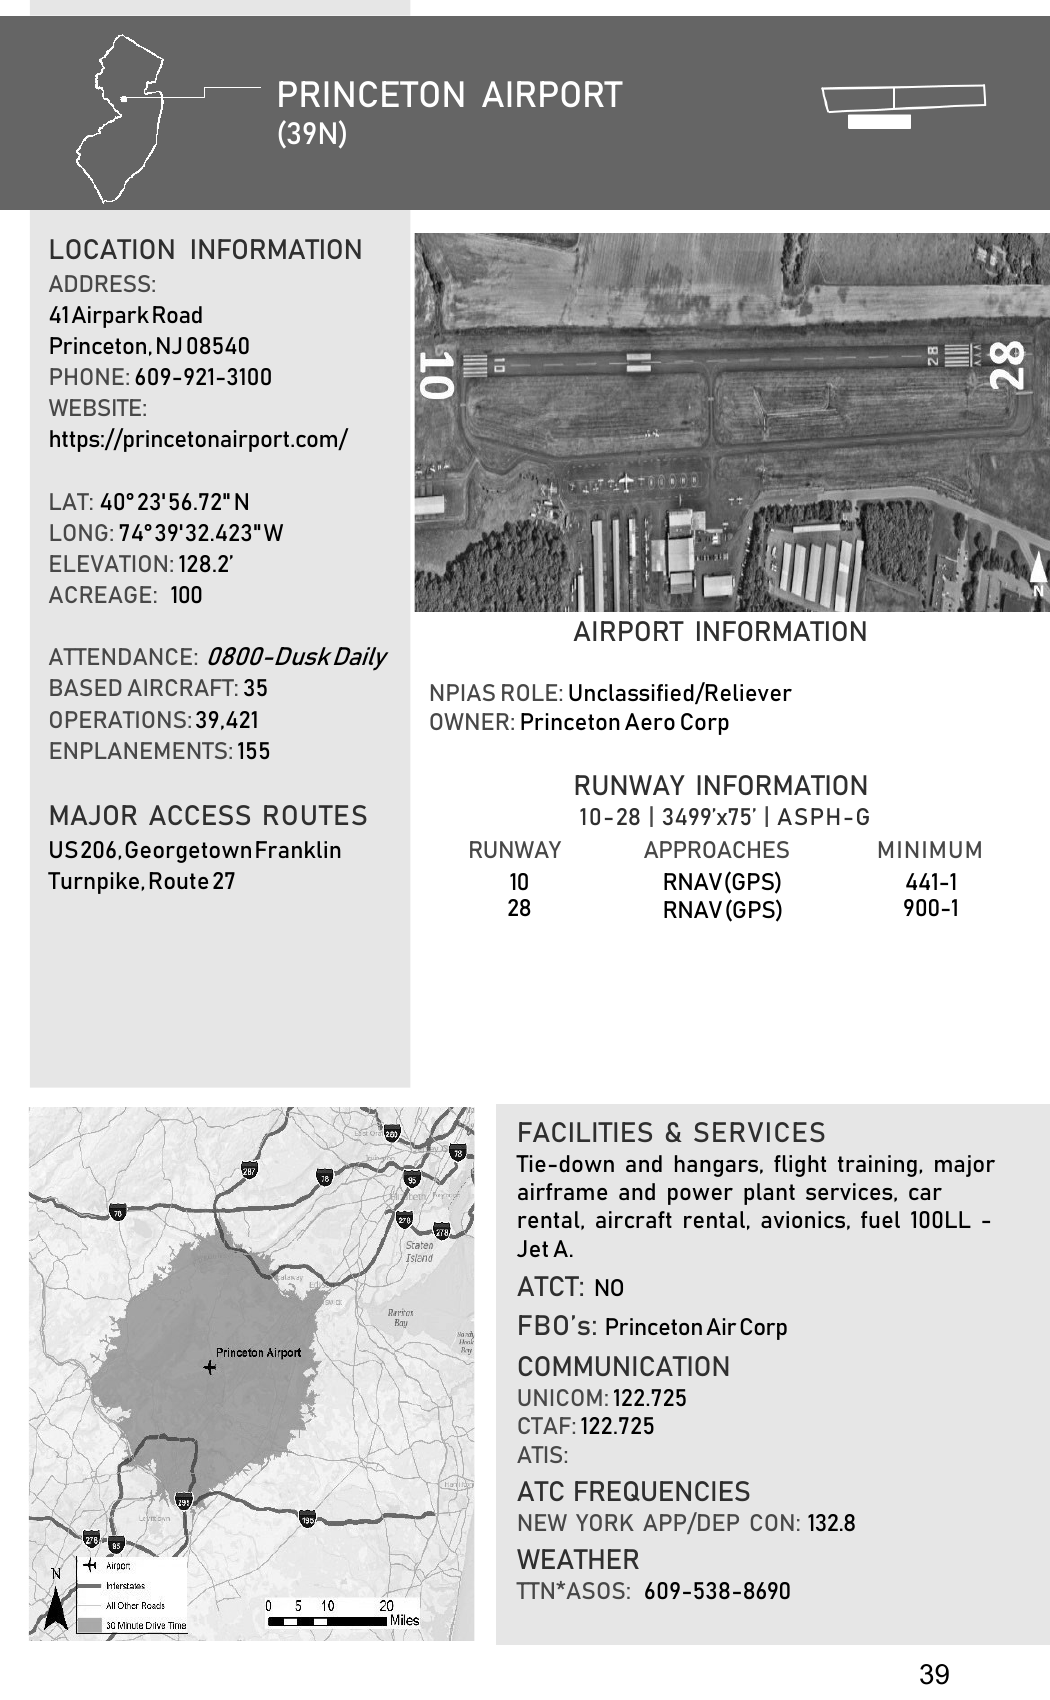 PRINCETON AIRPORT
(39N)
LOCATION INFORMATION
ADDRESS:
41 Airpark Road
Princeton, NJ 08540
PHONE: 609-921-3100
WEBSITE:
https://princetonairport.com/
LAT: 40° 23' 56.72" N
LONG: 74° 39' 32.423" W
ELEVATION: 128.2’
ACREAGE: 100
ATTENDANCE: 0800-Dusk Daily
BASED AIRCRAFT: 35
OPERATIONS: 39,421
ENPLANEMENTS: 155
MAJOR ACCESS ROUTES
US 206, Georgetown Franklin
Turnpike, Route 27
10
10
28
28
N
AIRPORT INFORMATION
NPIAS ROLE: Unclassified/Reliever
OWNER: Princeton Aero Corp
RUNWAY INFORMATION
10-28 | 3499’x75’ | ASPH-G
RUNWAY APPROACHES MINIMUM
10 RNAV (GPS) 441-1
28 RNAV (GPS) 900-1
280
287
78
78
95
78
278
278
Staten
Island
Raritan
Bay
Sandy
Hook
Bay
Princeton Airport
195
Levittown
276
95
N
Airport
Interstates
All Other Roads
30 Minute Drive Time
0 5 10 20
Miles
FACILITIES & SERVICES
Tie-down and hangars, flight training, major
airframe and power plant services, car
rental, aircraft rental, avionics, fuel 100LL -
Jet A.
ATCT: NO
FBO’s: Princeton Air Corp
COMMUNICATION
UNICOM: 122.725
CTAF: 122.725
ATIS:
ATC FREQUENCIES
NEW YORK APP/DEP CON: 132.8
WEATHER
TTN*ASOS: 609-538-8690
39